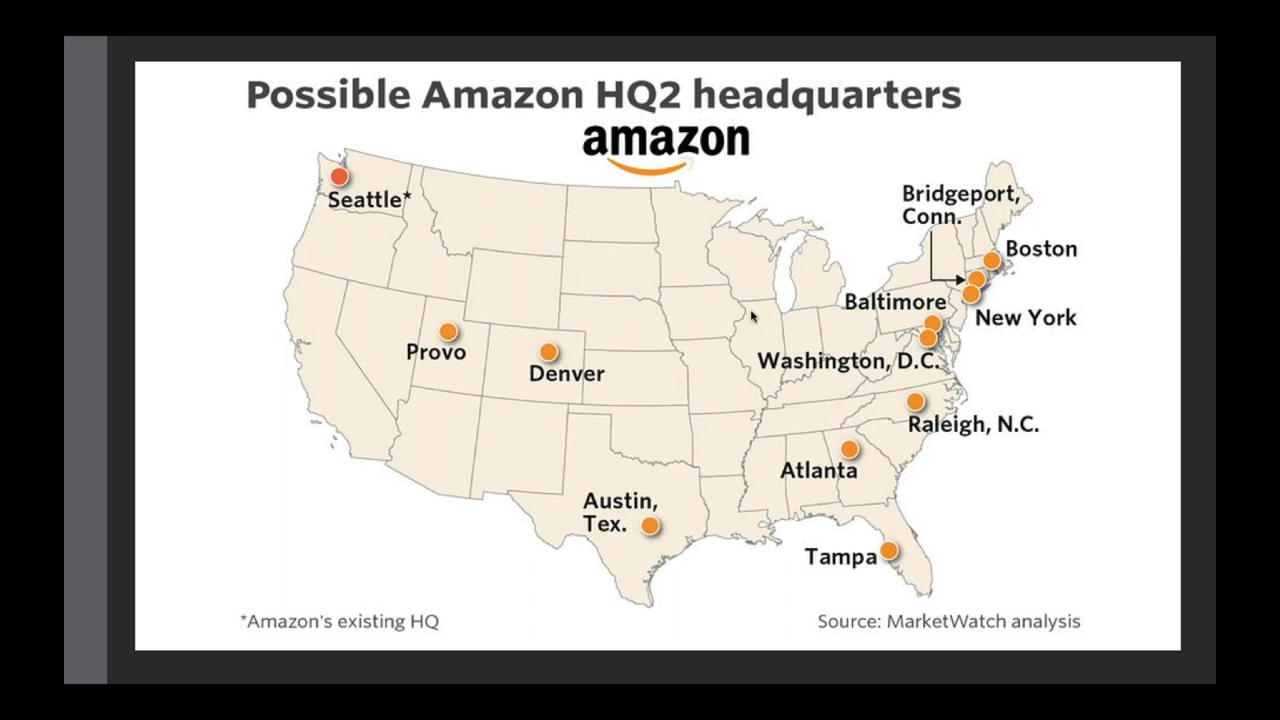 Possible Amazon HQ2 headquarters
amazon
Seattle*
Bridgeport,
Conn.
Boston
Baltimore
New York
Provo
Denver
Washington, D.C.
Raleigh, N.C.
Atlanta
Austin,
Tex.
Tampa
*Amazon's existing HQ
Source: MarketWatch analysis